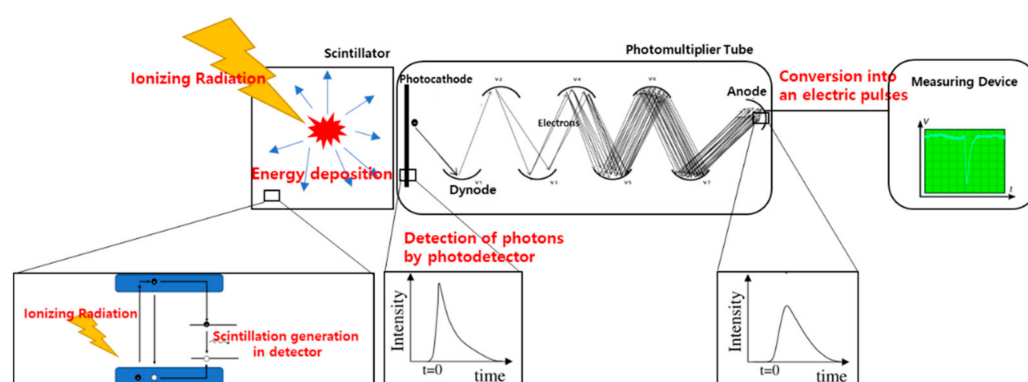 Scintillator
Photomultiplier Tube
Ionizing Radiation
Photocathode
Conversion into
an electric pulses
Measuring Device
Anode
Electrons
Energy deposition
Dynode
V
t
Detection of photons
by photodetector
Ionizing Radiation
Scintillation generation
in detector
Intensity
t=0
time
Intensity
t=0
time